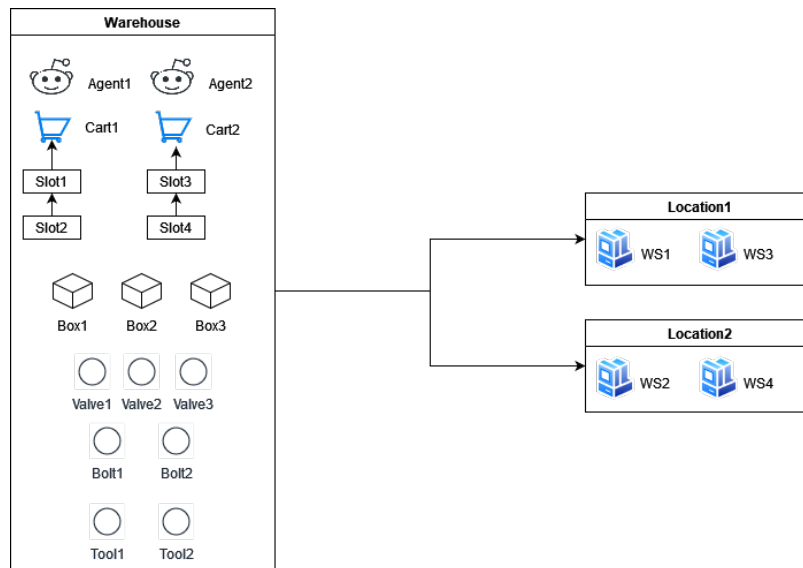 Warehouse
Agent1 Agent2
Cart1 Cart2
Slot1 Slot3
Slot2 Slot4
Box1 Box2 Box3
Valve1 Valve2 Valve3
Bolt1 Bolt2
Tool1 Tool2
Location1
WS1 WS3
Location2
WS2 WS4